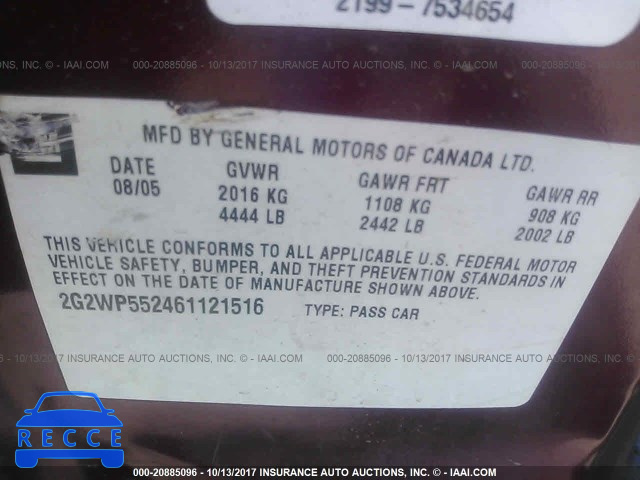 2199-7534654
000-20885096 - 10/13/2017 INSURANCE AUTO AUCTIONS, INC. - © IAAI.COM
MFD BY GENERAL MOTORS OF CANADA LTD.
DATE GVWR GAWR FRT GAWR RR
08/05 2016 KG 1108 KG 908 KG
4444 LB 2442 LB 2002 LB
THIS VEHICLE CONFORMS TO ALL APPLICABLE U.S. FEDERAL MOTOR
VEHICLE SAFETY, BUMPER, AND THEFT PREVENTION STANDARDS IN
EFFECT ON THE DATE OF MANUFACTURE SHOWN ABOVE.
2G2WP552461121516 TYPE: PASS CAR
000-20885096 - 10/13/2017 INSURANCE AUTO AUCTIONS, INC. - © IAAI.COM
RECCE
000-20885096 - 10/13/2017 INSURANCE AUTO AUCTIONS, INC. - © IAAI.COM